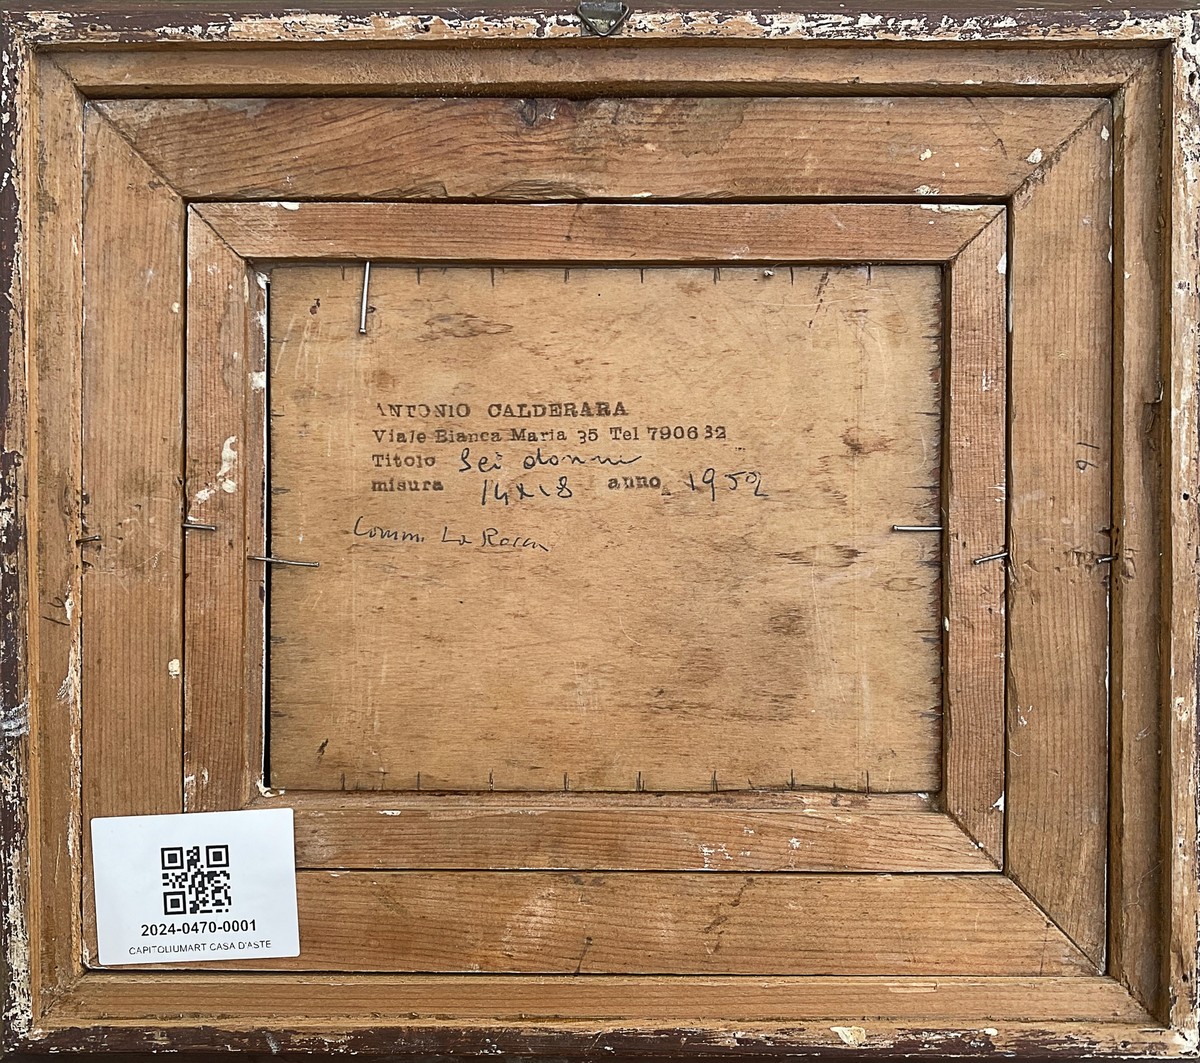 ANTONIO CALDERARA
Viale Bianca Maria 35 Tel 790632
Titolo Sei donne
misura 14x18 anno 1952
Comm. La Rocca
16
2024-0470-0001
CAPITOLIUMART CASA D'ASTE